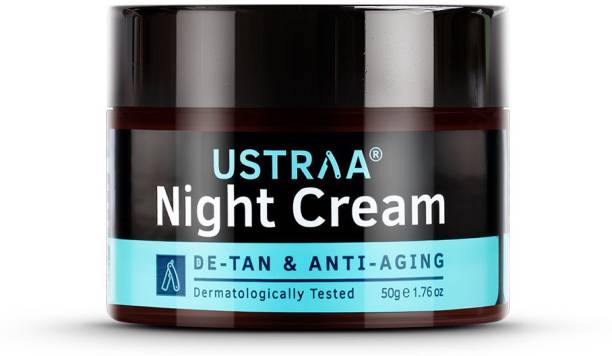 USTRAA®
Night Cream
DE-TAN & ANTI-AGING
Dermatologically Tested 50g e 1.76 oz